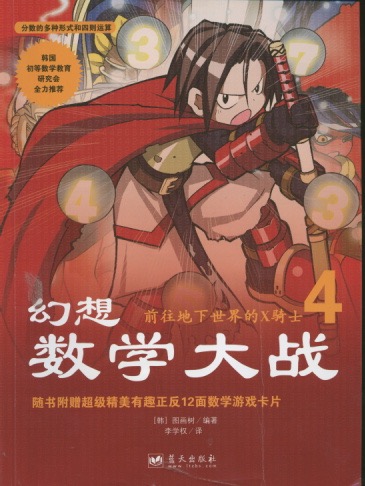 分数的多种形式和四则运算
韩国
初等数学教育
研究会
全力推荐
3
7
4
3
幻想
前往地下世界的X骑士
4
数学大战
随书附赠超级精美有趣正反12面数学游戏卡片
[韩] 图画树／编著
李学权／译
蓝天出版社